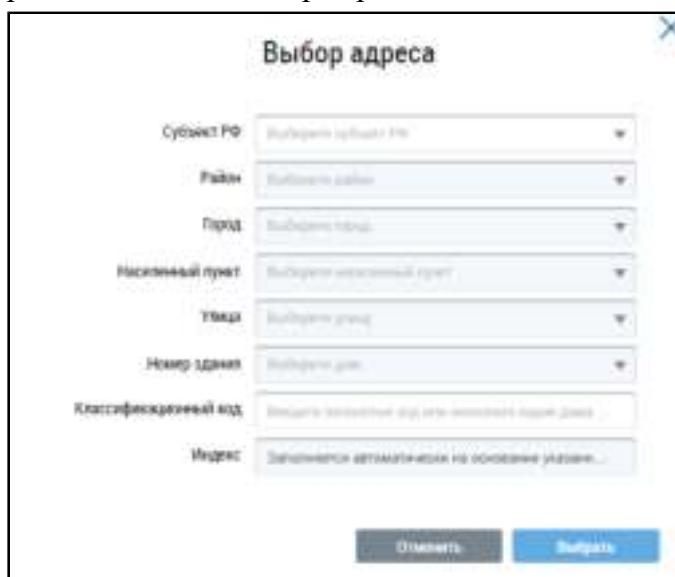 Выбор адреса
Субъект РФ Выберите субъект РФ
Район Выберите район
Город Выберите город
Населенный пункт Выберите населенный пункт
Улица Выберите улицу
Номер здания Выберите дом
Классификационный код
Индекс Заполняется автоматически на основании указанн...
Отменить Выбрать